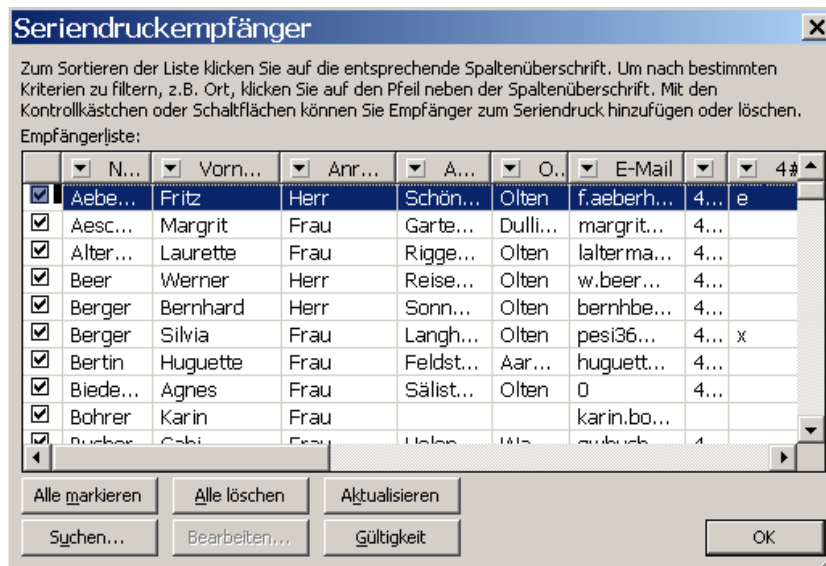 Seriendruckempfänger
Zum Sortieren der Liste klicken Sie auf die entsprechende Spaltenüberschrift. Um nach bestimmten
Kriterien zu filtern, z.B. Ort, klicken Sie auf den Pfeil neben der Spaltenüberschrift. Mit den
Kontrollkästchen oder Schaltflächen können Sie Empfänger zum Seriendruck hinzufügen oder löschen.
Empfängerliste:
N... Vorn... Anr... A... O.. E-Mail 4#
Aebe... Fritz Herr Schön... Olten f.aeberh... 4... e
Aesc... Margrit Frau Garte... Dulli... margrit... 4...
Alter... Laurette Frau Rigge... Olten lalterma... 4...
Beer Werner Herr Reise... Olten w.beer... 4...
Berger Bernhard Herr Sonn... Olten bernhbe... 4...
Berger Silvia Frau Langh... Olten pesi36... 4... x
Bertin Huguette Frau Feldst... Aar... huguett... 4...
Biede... Agnes Frau Sälist... Olten 0 4...
Bohrer Karin Frau karin.bo...
Alle markieren Alle löschen Aktualisieren
Suchen... Bearbeiten... Gültigkeit OK